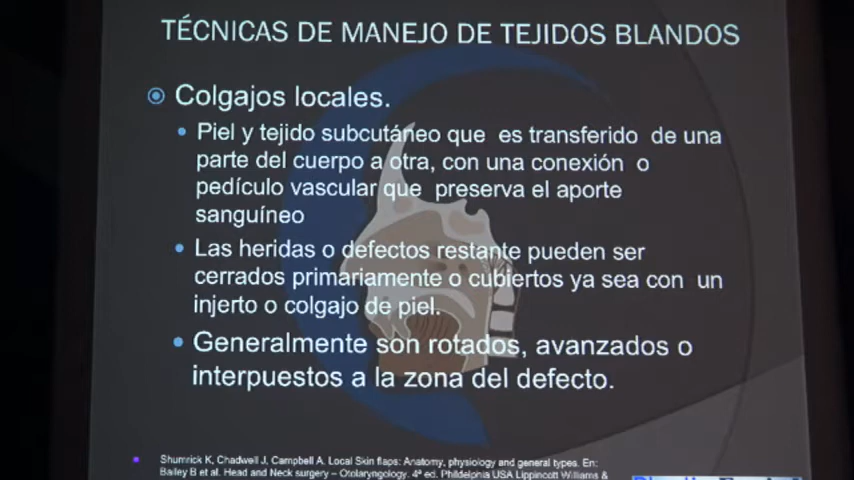 TÉCNICAS DE MANEJO DE TEJIDOS BLANDOS
Colgajos locales.
Piel y tejido subcutáneo que es transferido de una
parte del cuerpo a otra, con una conexión o
pedículo vascular que preserva el aporte
sanguíneo
Las heridas o defectos restante pueden ser
cerrados primariamente o cubiertos ya sea con un
injerto o colgajo de piel.
Generalmente son rotados, avanzados o
interpuestos a la zona del defecto.
Shumrick K, Chadwell J, Campbell A. Local Skin flaps: Anatomy, physiology and general types. En:
Bailey B et al. Head and Neck surgery – Otolaryngology. 4ª ed. Phildelphia USA Lippincott Williams &